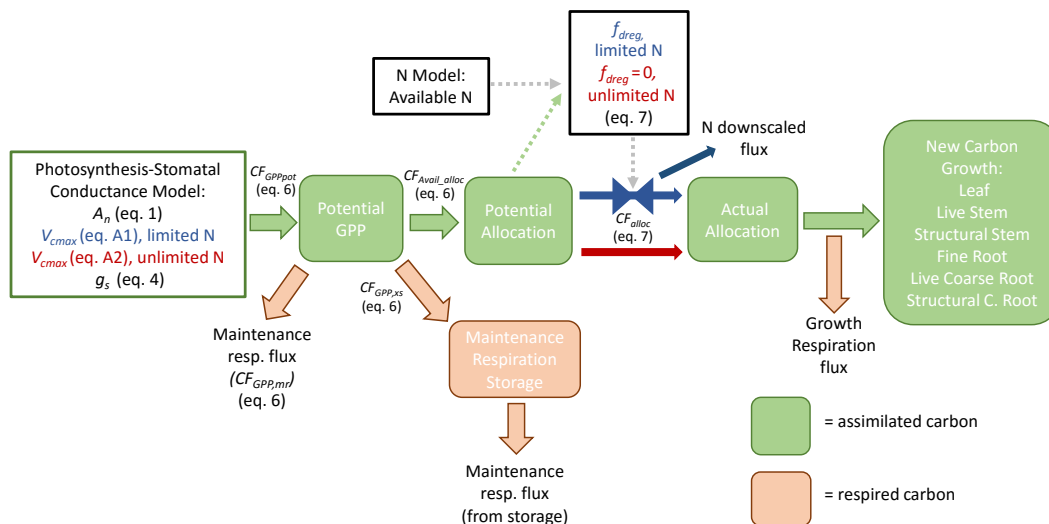 f_dreg,
limited N
f_dreg = 0,
unlimited N
(eq. 7)
N Model:
Available N
N downscaled
flux
Photosynthesis-Stomatal
Conductance Model:
A_n (eq. 1)
V_cmax (eq. A1), limited N
V_cmax (eq. A2), unlimited N
g_s (eq. 4)
CF_GPPpot
(eq. 6)
Potential
GPP
CF_Avail_alloc
(eq. 6)
Potential
Allocation
CF_alloc
(eq. 7)
Actual
Allocation
New Carbon
Growth:
Leaf
Live Stem
Structural Stem
Fine Root
Live Coarse Root
Structural C. Root
CF_GPP,xs
(eq. 6)
Maintenance
resp. flux
(CF_GPP,mr)
(eq. 6)
Maintenance
Respiration
Storage
Growth
Respiration
flux
Maintenance
resp. flux
(from storage)
= assimilated carbon
= respired carbon